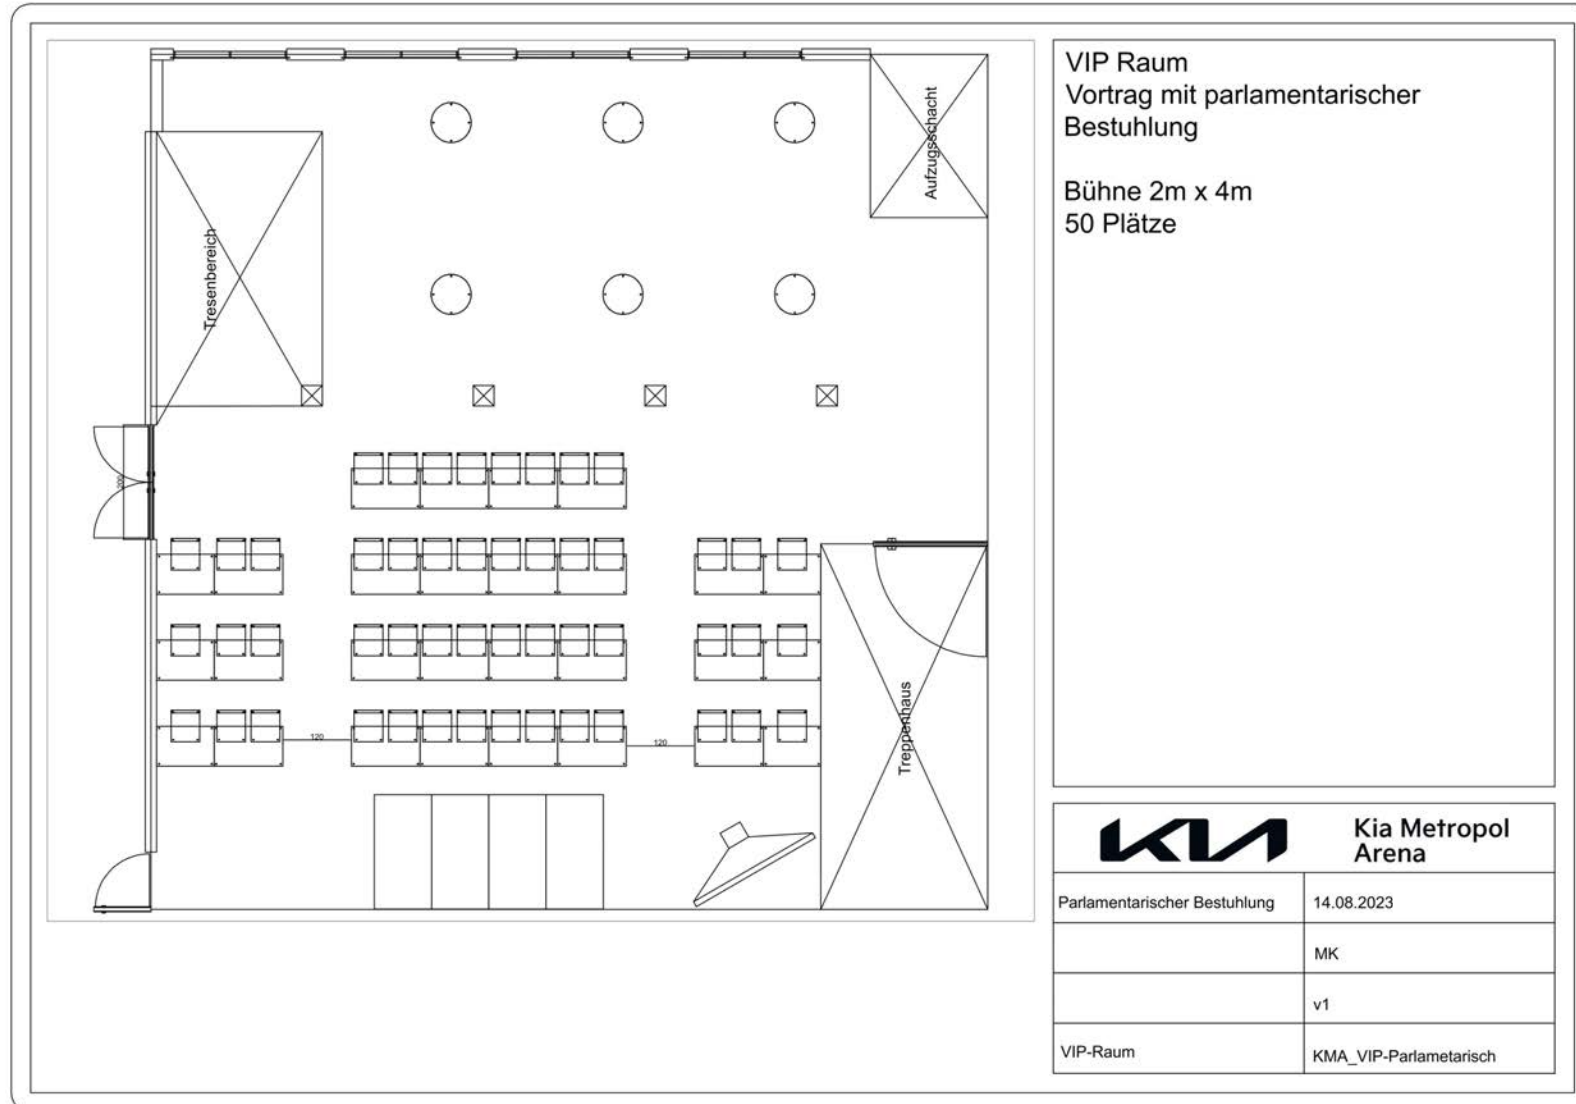 VIP Raum
Vortrag mit parlamentarischer
Bestuhlung
Bühne 2m x 4m
50 Plätze
Aufzugsschacht
Tresenbereich
200
120
120
Treppenhaus
KIA
Kia Metropol
Arena
Parlamentarischer Bestuhlung
14.08.2023
MK
v1
VIP-Raum
KMA_VIP-Parlametarisch